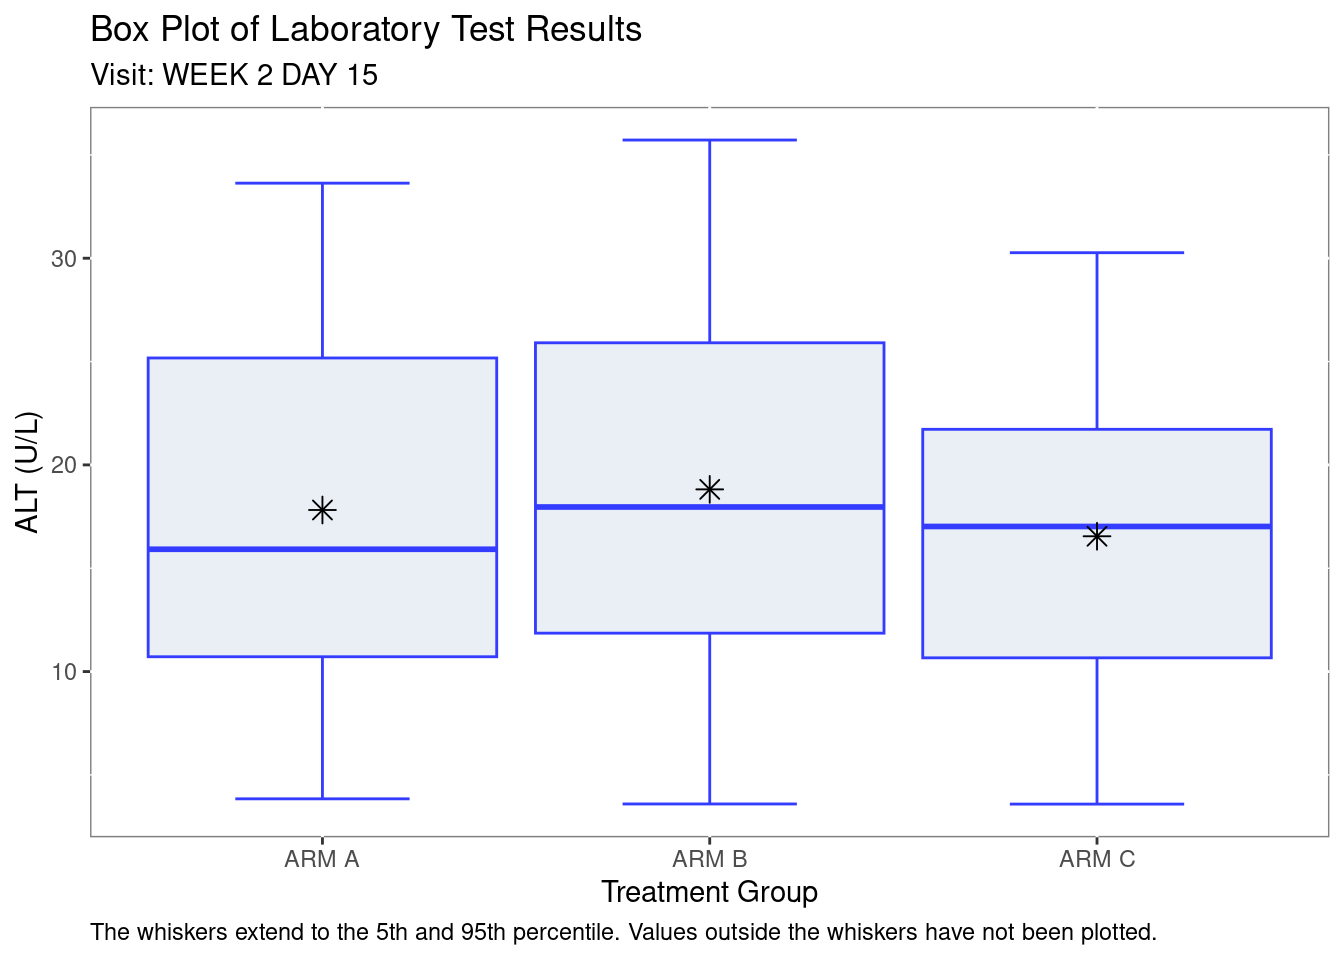 Box Plot of Laboratory Test Results
Visit: WEEK 2 DAY 15
ALT (U/L)
30
20
10
ARM A
ARM B
ARM C
Treatment Group
The whiskers extend to the 5th and 95th percentile. Values outside the whiskers have not been plotted.